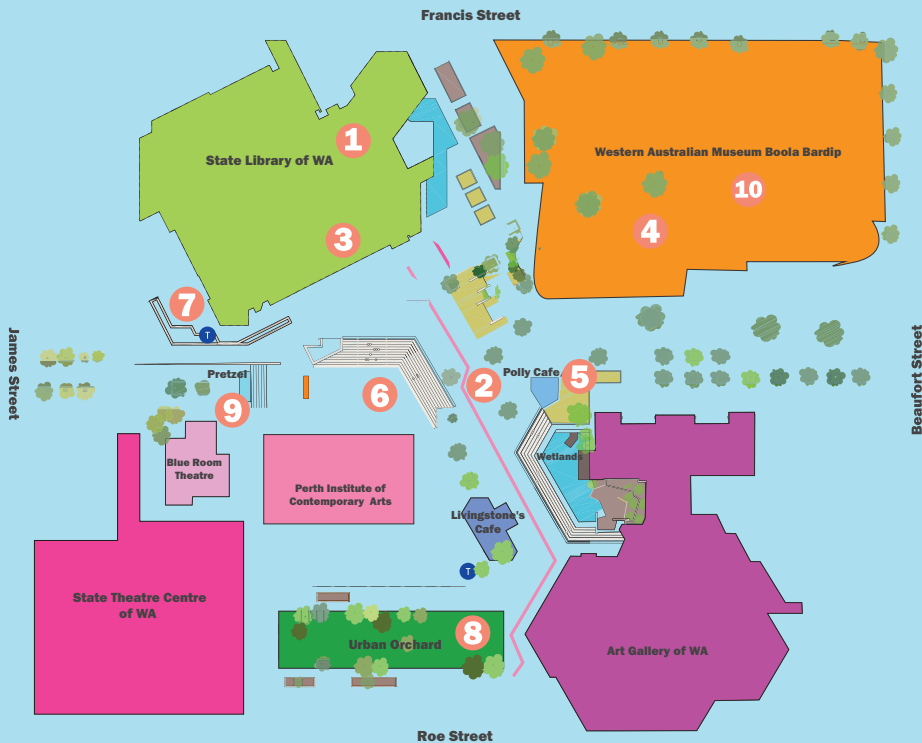 Francis Street
1
State Library of WA
Western Australian Museum Boola Bardip
10
4
3
7
T
James Street
Beaufort Street
Pretzel
2
Polly Cafe
5
6
9
Blue Room
Theatre
Wetlands
Perth Institute of
Contemporary Arts
Livingstone's
Cafe
T
State Theatre Centre
of WA
8
Urban Orchard
Art Gallery of WA
Roe Street